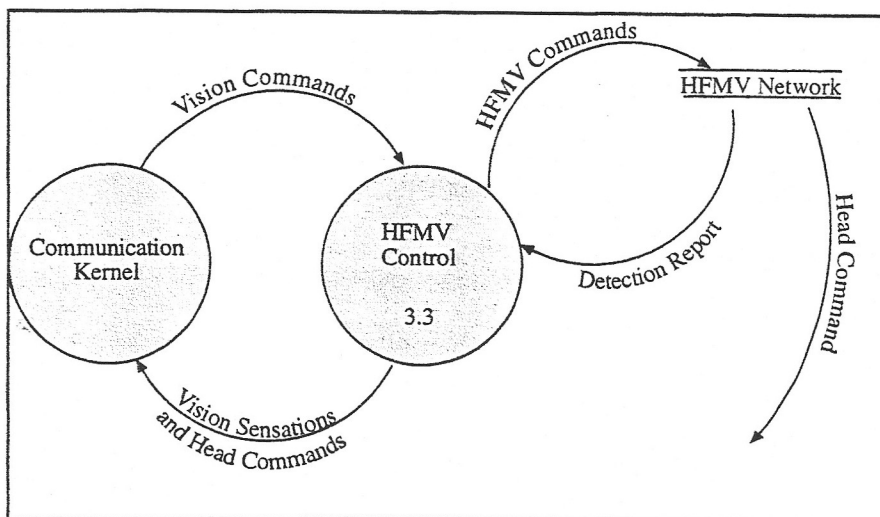 Vision Commands
HFMV Commands
HFMV Network
Communication
Kernel
HFMV
Control
3.3
Detection Report
Head Command
Vision Sensations
and Head Commands